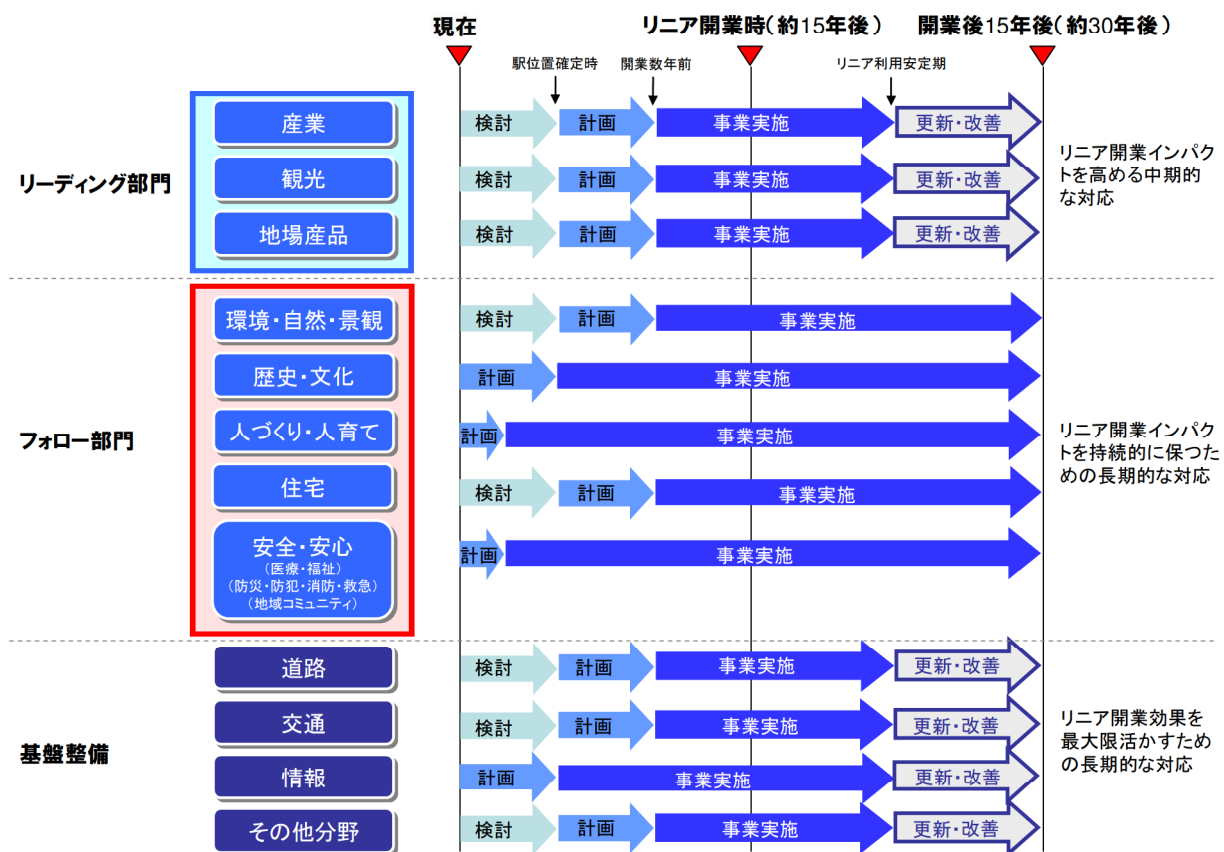 現在
リニア開業時(約15年後)
開業後15年後(約30年後)
駅位置確定時
開業数年前
リニア利用安定期
リーディング部門
産業
検討
計画
事業実施
更新・改善
観光
検討
計画
事業実施
更新・改善
地場産品
検討
計画
事業実施
更新・改善
リニア開業インパク
トを高める中期的
な対応
フォロー部門
環境・自然・景観
検討
計画
事業実施
歴史・文化
計画
事業実施
人づくり・人育て
計画
事業実施
住宅
検討
計画
事業実施
安全・安心
(医療・福祉)
(防災・防犯・消防・救急)
(地域コミュニティ)
計画
事業実施
リニア開業インパク
トを持続的に保つた
めの長期的な対応
基盤整備
道路
検討
計画
事業実施
更新・改善
交通
検討
計画
事業実施
更新・改善
情報
計画
事業実施
更新・改善
その他分野
検討
計画
事業実施
更新・改善
リニア開業効果を
最大限活かすため
の長期的な対応